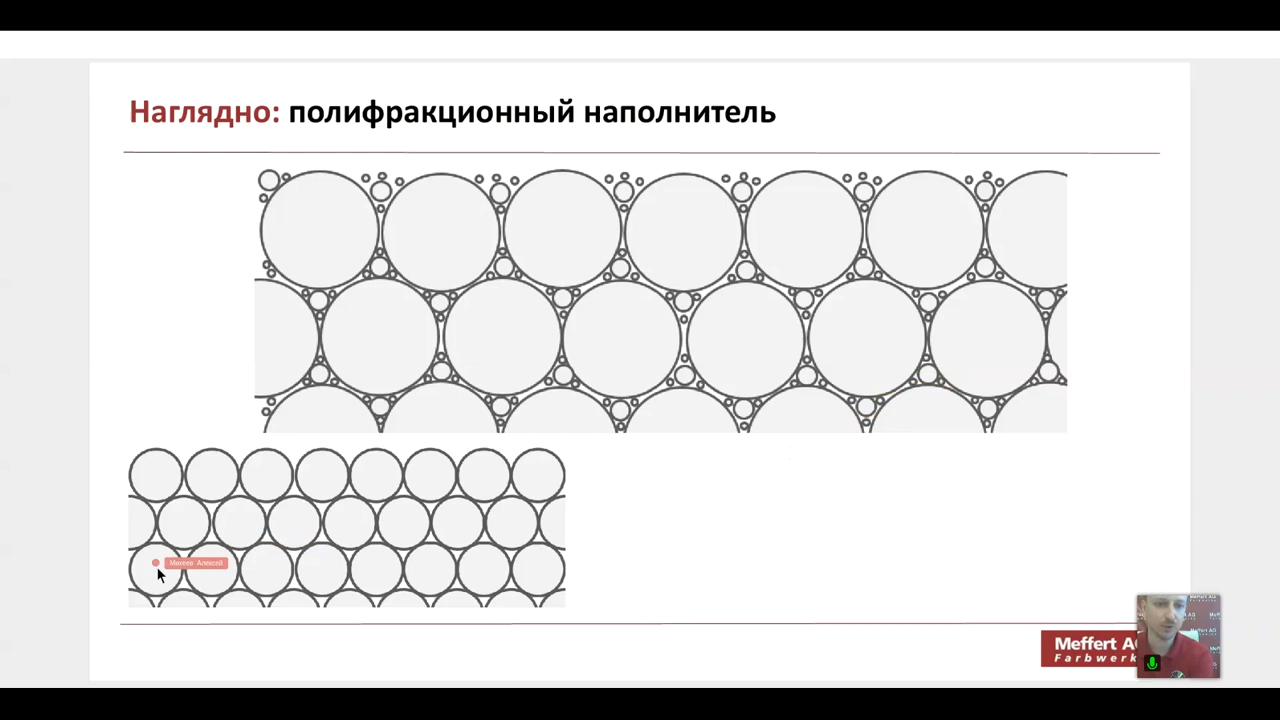 Наглядно: полифракционный наполнитель
Михеев Алексей
Meffert AG
Farbwerke